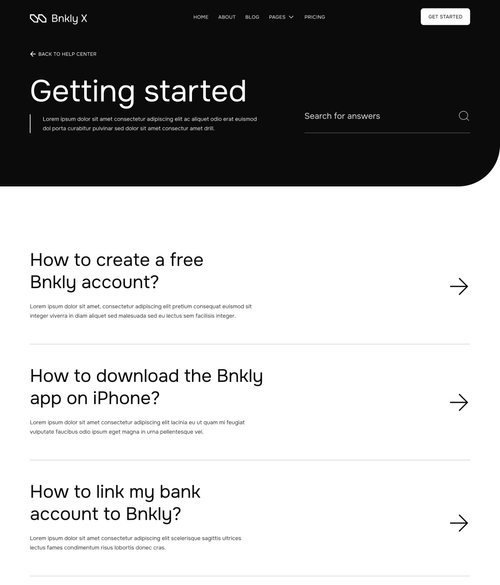 Bnkly X
HOME ABOUT BLOG PAGES PRICING
GET STARTED
BACK TO HELP CENTER
Getting started
Lorem ipsum dolor sit amet consectetur adipiscing elit ac aliquet odio erat euismod
dol porta curabitur pulvinar sed dolor sit amet consectur amet drill.
Search for answers
How to create a free
Bnkly account?
Lorem ipsum dolor sit amet, consectetur adipiscing elit pretium consequat euismod sit
integer viverra in diam aliquet sed malesuada sed eu lectus sem facilisis integer.
How to download the Bnkly
app on iPhone?
Lorem ipsum dolor sit amet consectetur adipiscing elit lacinia eu ut quam mi feugiat
vulputate faucibus odio ipsum eget magna in urna pellentesque vel.
How to link my bank
account to Bnkly?
Lorem ipsum dolor sit amet consectetur adipiscing elit scelerisque sagittis ultrices
lectus fames condimentum risus lobortis donec cras.